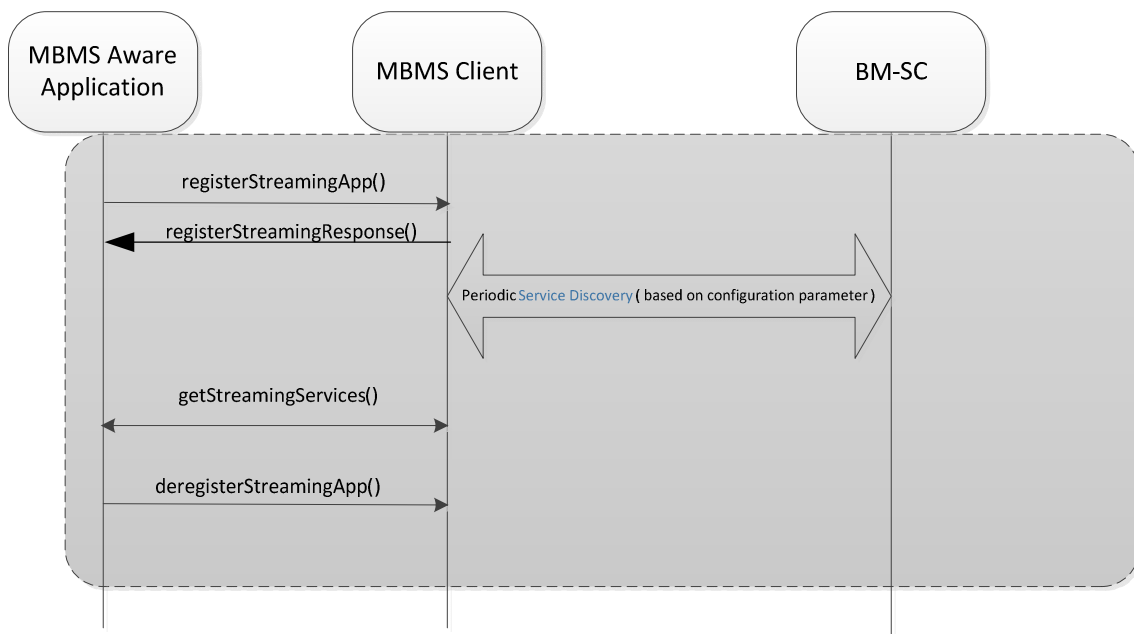 MBMS Aware
Application
MBMS Client
BM-SC
registerStreamingApp()
registerStreamingResponse()
Periodic Service Discovery ( based on configuration parameter )
getStreamingServices()
deregisterStreamingApp()